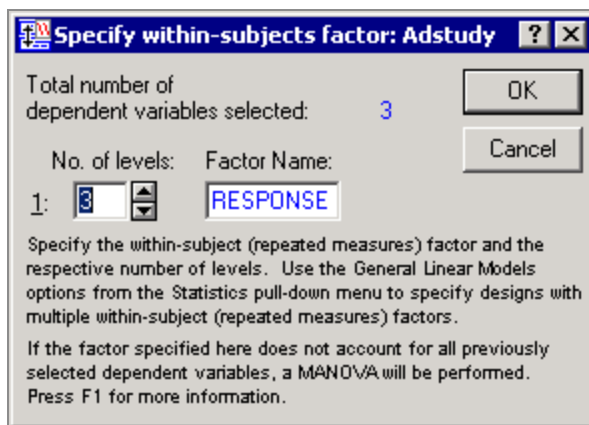 Specify within-subjects factor: Adstudy ? ×
Total number of
dependent variables selected: 3
OK
Cancel
No. of levels: Factor Name:
1: 3 RESPONSE
Specify the within-subject (repeated measures) factor and the
respective number of levels. Use the General Linear Models
options from the Statistics pull-down menu to specify designs with
multiple within-subject (repeated measures) factors.
If the factor specified here does not account for all previously
selected dependent variables, a MANOVA will be performed.
Press F1 for more information.